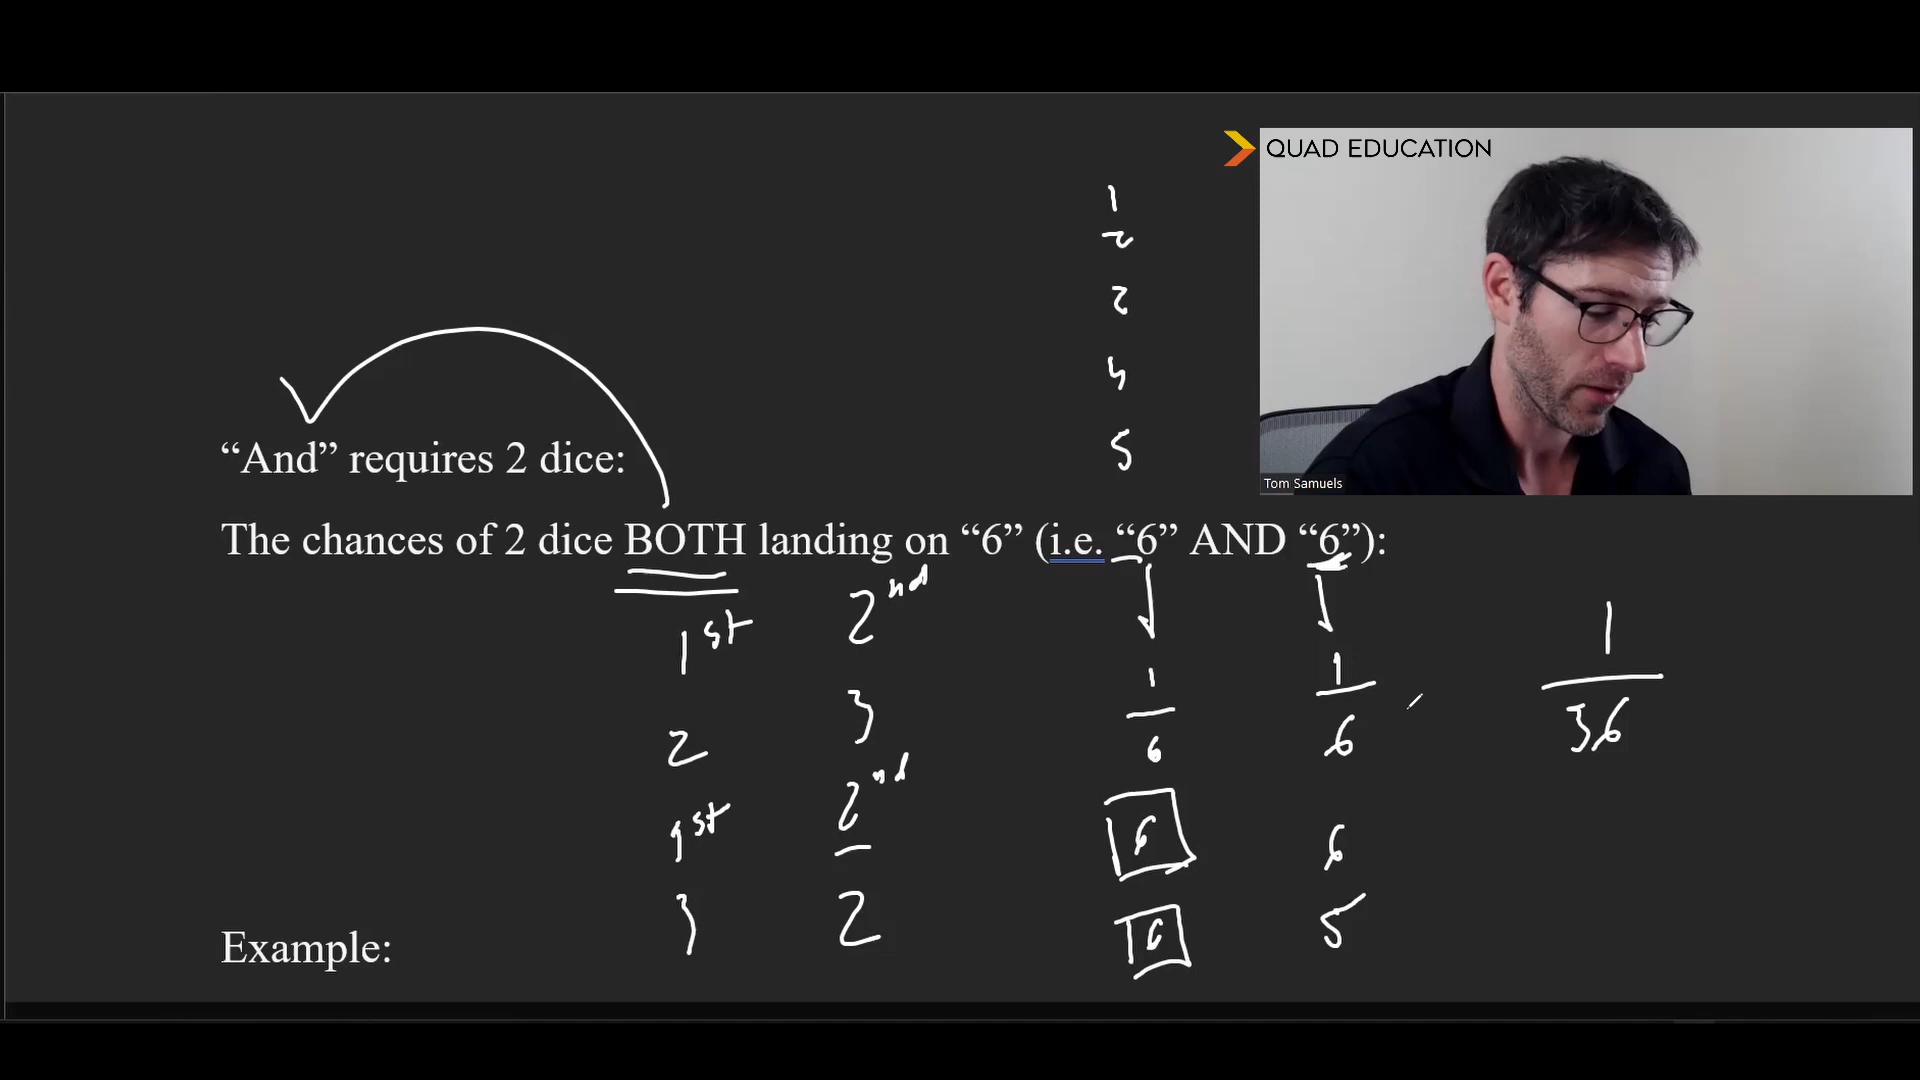 QUAD EDUCATION
1
2
2
4
5
“And” requires 2 dice:
Tom Samuels
The chances of 2 dice BOTH landing on “6” (i.e. “6” AND “6”):
1st 2nd
1/6 1/6 1/36
2 3
1st 2nd
6 6
3 2
6 5
Example: